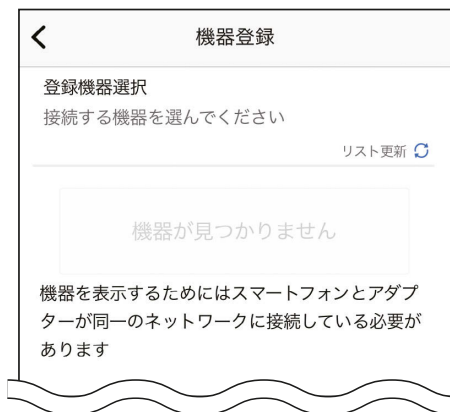 機器登録
登録機器選択
接続する機器を選んでください
リスト更新
機器が見つかりません
機器を表示するためにはスマートフォンとアダプ
ターが同一のネットワークに接続している必要が
あります